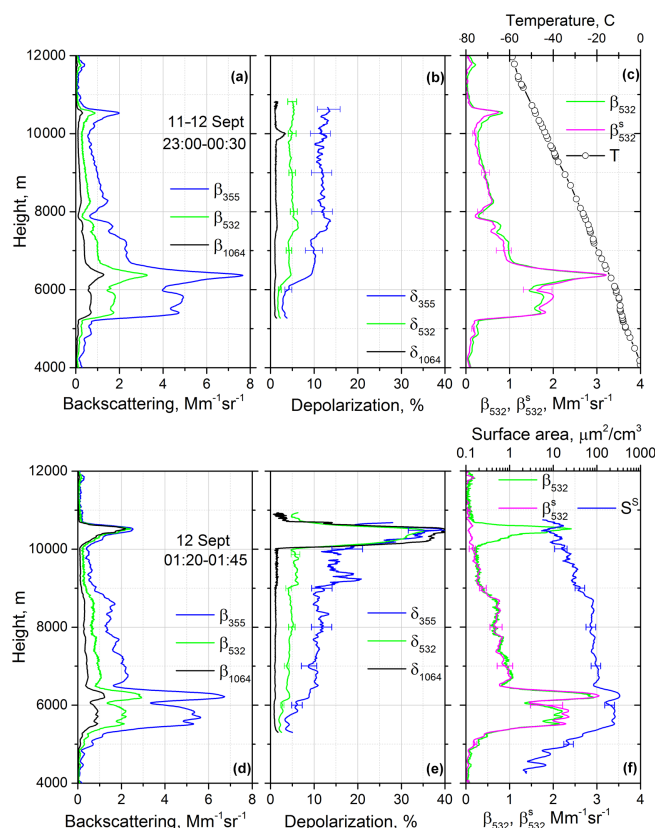 Temperature, C
-80 -60 -40 -20 0
12000
10000
8000
6000
4000
Height, m
(a)
11-12 Sept
23:00-00:30
β355
β532
β1064
0 2 4 6 8
Backscattering, Mm⁻¹sr⁻¹
(b)
δ355
δ532
δ1064
0 10 20 30 40
Depolarization, %
(c)
β532
βˢ532
T
0 1 2 3 4
β532, βˢ532, Mm⁻¹sr⁻¹
Surface area, μm²/cm³
0.1 1 10 100 1000
12000
10000
8000
6000
4000
Height, m
12 Sept
01:20-01:45
β355
β532
β1064
(d)
0 2 4 6 8
Backscattering, Mm⁻¹sr⁻¹
δ355
δ532
δ1064
(e)
0 10 20 30 40
Depolarization, %
β532
βˢ532
Sˢ
(f)
0 1 2 3 4
β532, βˢ532 Mm⁻¹sr⁻¹